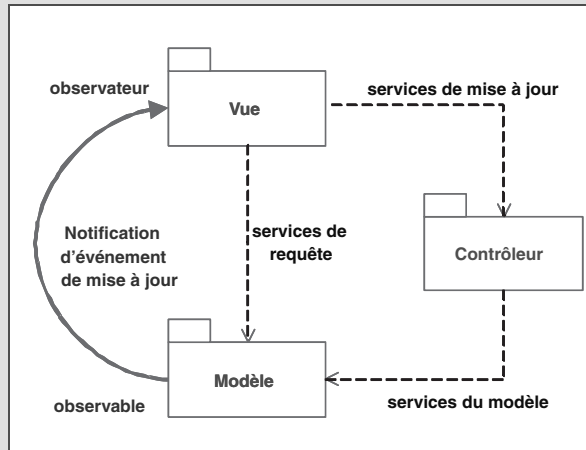 observateur
Vue
services de mise à jour
Notification
d'événement
de mise à jour
services de
requête
Contrôleur
Modèle
observable
services du modèle